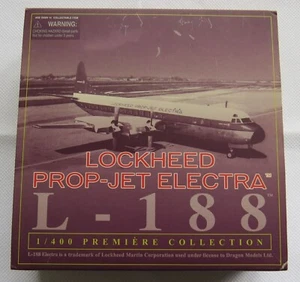 WARNING:
LOCKHEED
PROP-JET ELECTRA
L-188
1/400 PREMIÈRE COLLECTION
L-188 Electra is a trademark of Lockheed Martin Corporation used under license to Dragon Models Ltd.